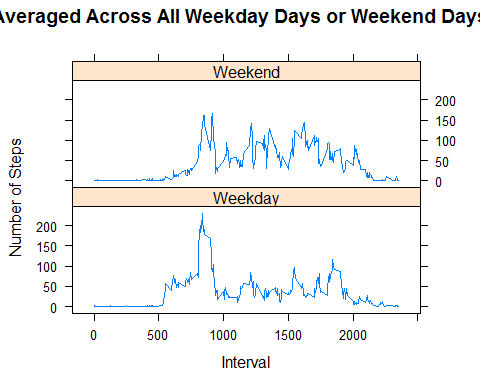 Averaged Across All Weekday Days or Weekend Days
Weekend
200
150
100
50
0
Number of Steps
Weekday
200
150
100
50
0
0 500 1000 1500 2000
Interval